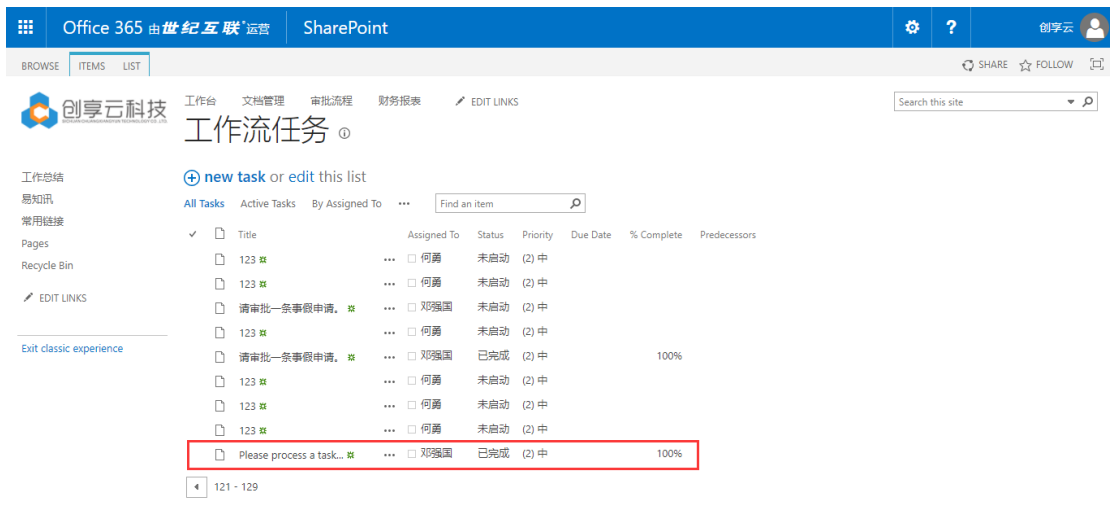 Office 365 由世纪互联运营 SharePoint ? 创享云
BROWSE ITEMS LIST SHARE FOLLOW
创享云科技 工作台 文档管理 审批流程 财务报表 EDIT LINKS Search this site
工作流任务
工作总结 new task or edit this list
易知讯 All Tasks Active Tasks By Assigned To ... Find an item
常用链接
Title Assigned To Status Priority Due Date % Complete Predecessors
Pages
123 ... 何勇 未启动 (2) 中
Recycle Bin
123 ... 何勇 未启动 (2) 中
EDIT LINKS
请审批一条事假申请。 ... 邓强国 未启动 (2) 中
123 ... 何勇 未启动 (2) 中
Exit classic experience
请审批一条事假申请。 ... 邓强国 已完成 (2) 中 100%
123 ... 何勇 未启动 (2) 中
123 ... 何勇 未启动 (2) 中
123 ... 何勇 未启动 (2) 中
Please process a task... ... 邓强国 已完成 (2) 中 100%
121 - 129